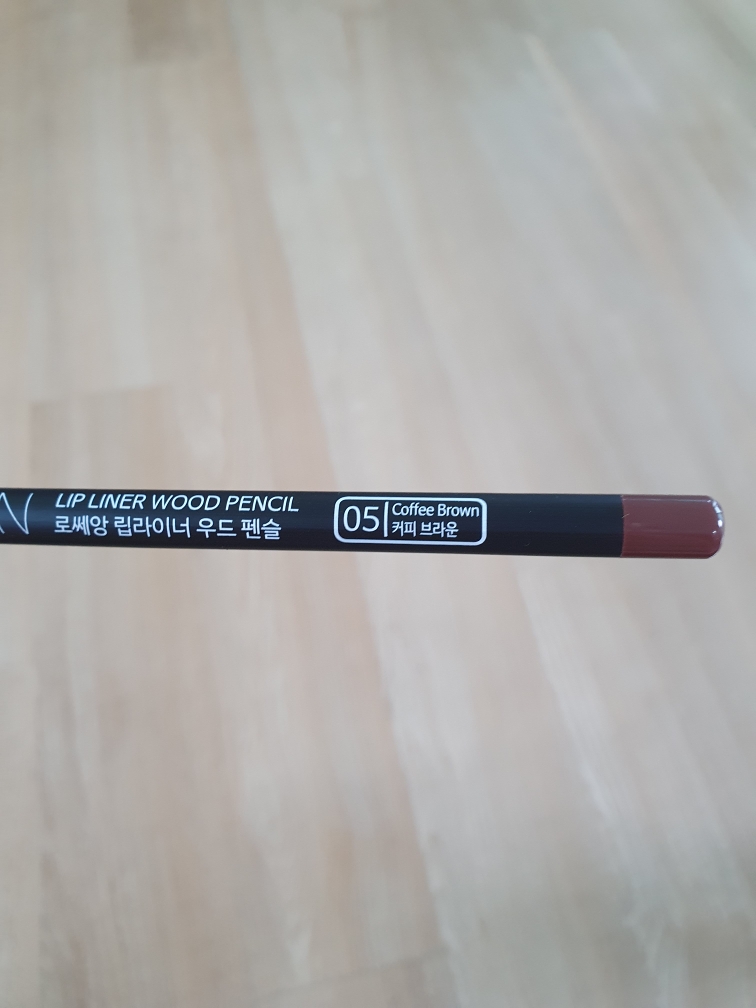 LIP LINER WOOD PENCIL
로쎄앙 립라이너 우드 펜슬
05
Coffee Brown
커피 브라운